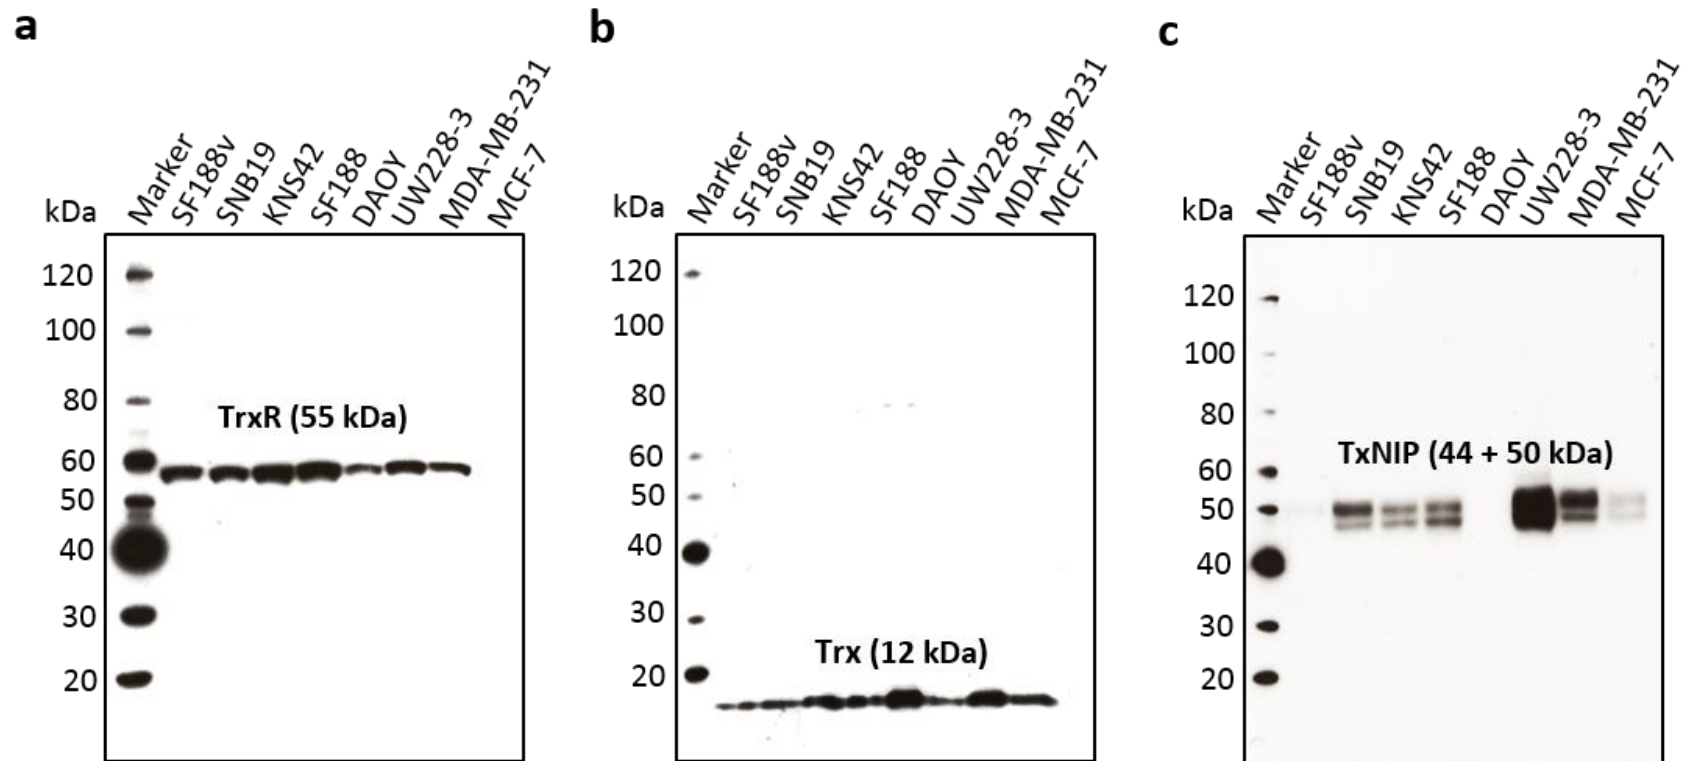 a
kDa
Marker
SF188v
SNB19
KNS42
SF188
DAOY
UW228-3
MDA-MB-231
MCF-7
120
100
80
60
50
40
30
20
TrxR (55 kDa)
b
kDa
Marker
SF188v
SNB19
KNS42
SF188
DAOY
UW228-3
MDA-MB-231
MCF-7
120
100
80
60
50
40
30
20
Trx (12 kDa)
c
kDa
Marker
SF188v
SNB19
KNS42
SF188
DAOY
UW228-3
MDA-MB-231
MCF-7
120
100
80
60
50
40
30
20
TxNIP (44 + 50 kDa)